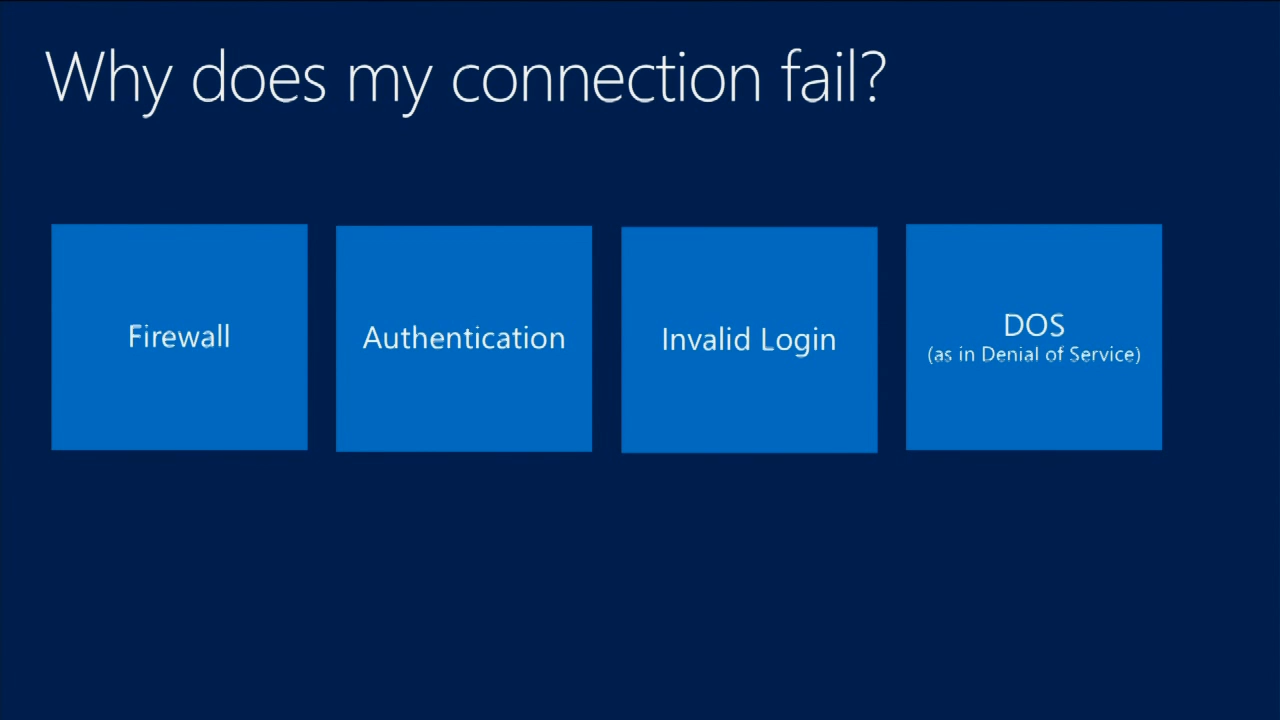 Why does my connection fail?
Firewall
Authentication
Invalid Login
DOS
(as in Denial of Service)